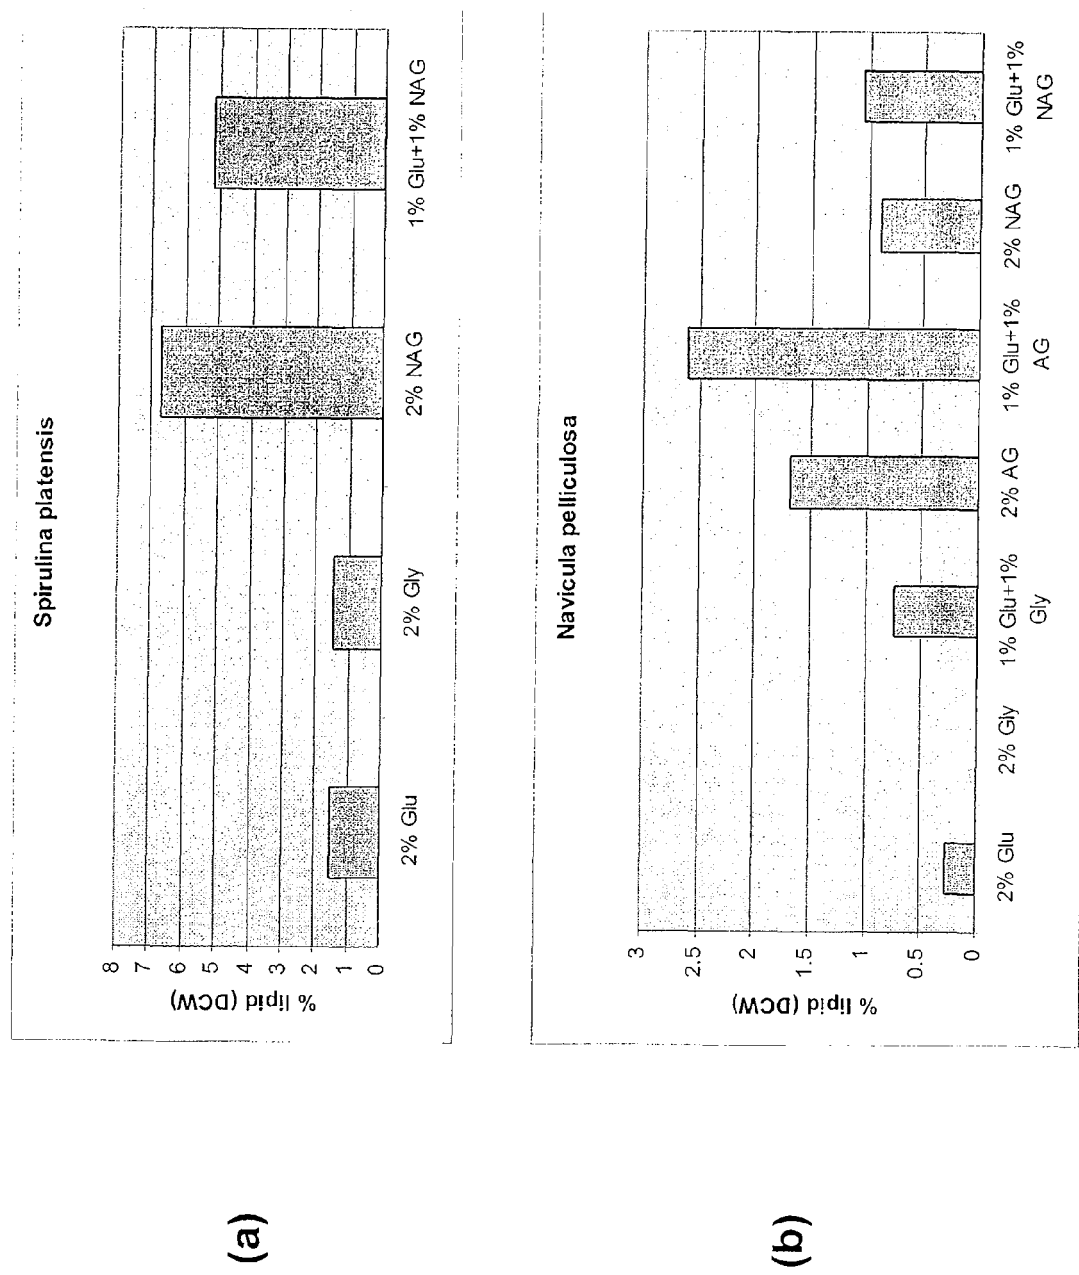 (a)
Spirulina platensis
% lipid (DCW)
8
7
6
5
4
3
2
1
0
2% Glu
2% Gly
2% NAG
1% Glu+1% NAG
(b)
Navicula pelliculosa
% lipid (DCW)
3
2.5
2
1.5
1
0.5
0
2% Glu
2% Gly
1% Glu+1%
Gly
2% AG
1% Glu+1%
AG
2% NAG
1% Glu+1%
NAG